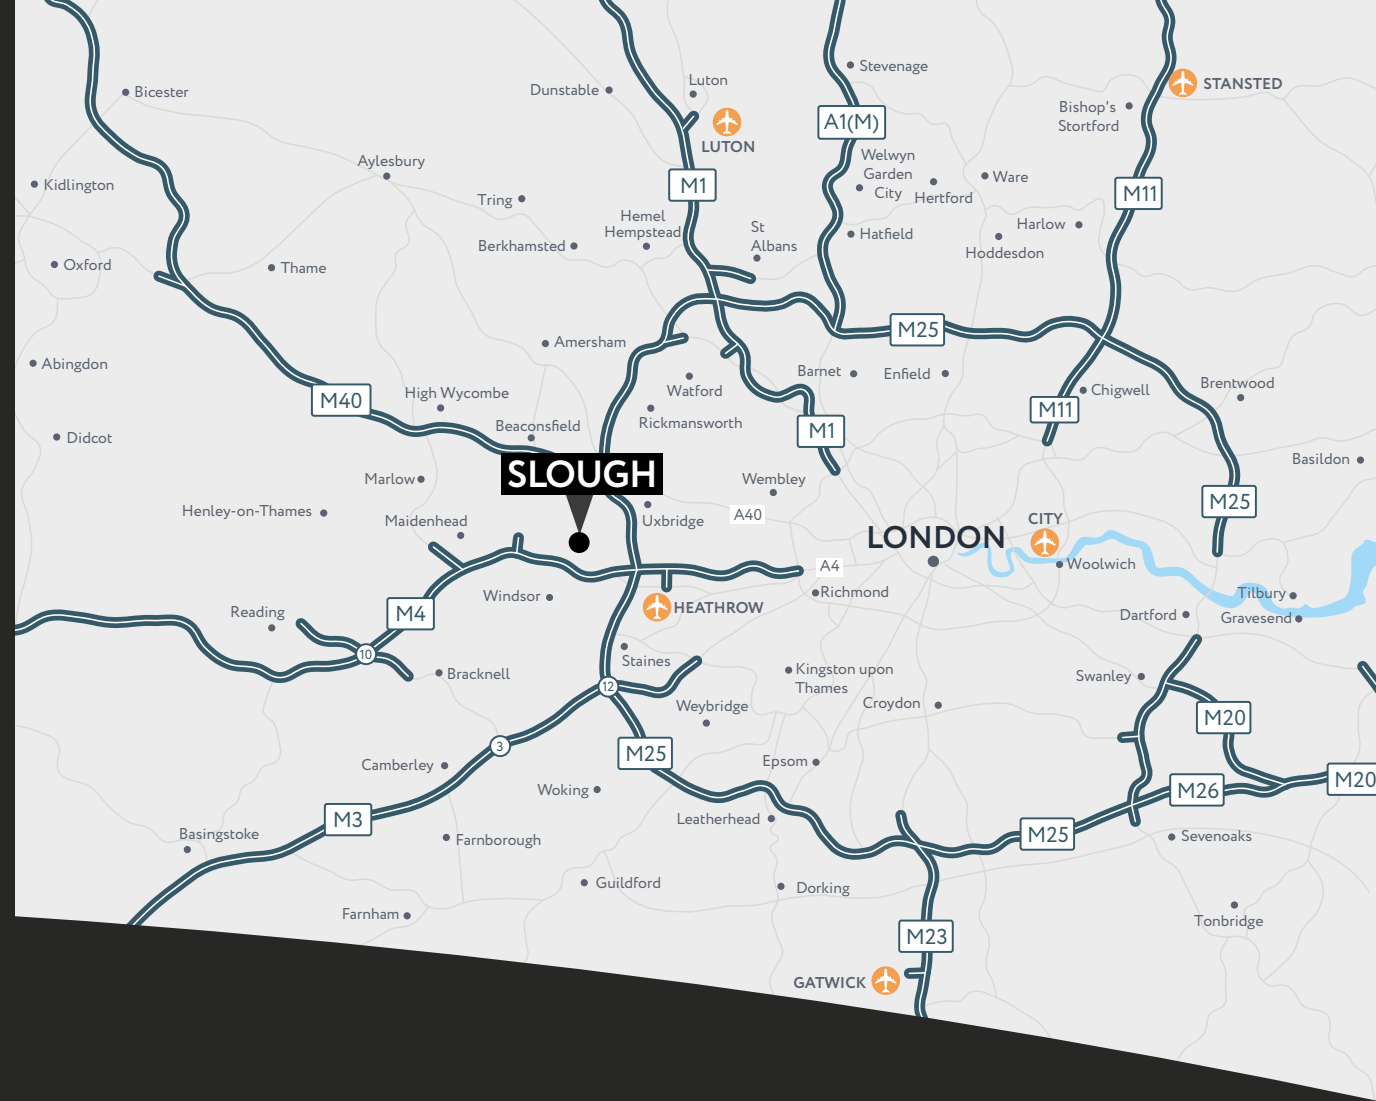 Stevenage
Luton
STANSTED
Dunstable
Bicester
Bishop's
Stortford
A1(M)
LUTON
Welwyn
Garden
City
Aylesbury
Ware
Kidlington
M1
M11
Hertford
Tring
Hemel
Hempstead
St
Albans
Harlow
Hatfield
Berkhamsted
Hoddesdon
Oxford
Thame
M25
Amersham
Abingdon
Barnet
Enfield
Brentwood
Watford
Chigwell
High Wycombe
M40
M11
Rickmansworth
Beaconsfield
M1
Didcot
Basildon
SLOUGH
Marlow
Wembley
M25
Henley-on-Thames
A40
Maidenhead
Uxbridge
CITY
LONDON
A4
Woolwich
Richmond
Tilbury
Windsor
HEATHROW
Reading
M4
Dartford
Gravesend
10
Staines
Kingston upon
Thames
Bracknell
Swanley
12
Weybridge
Croydon
M20
3
M25
Epsom
Camberley
M20
Woking
M26
M3
Leatherhead
Basingstoke
Farnborough
M25
Sevenoaks
Guildford
Dorking
Farnham
Tonbridge
M23
GATWICK